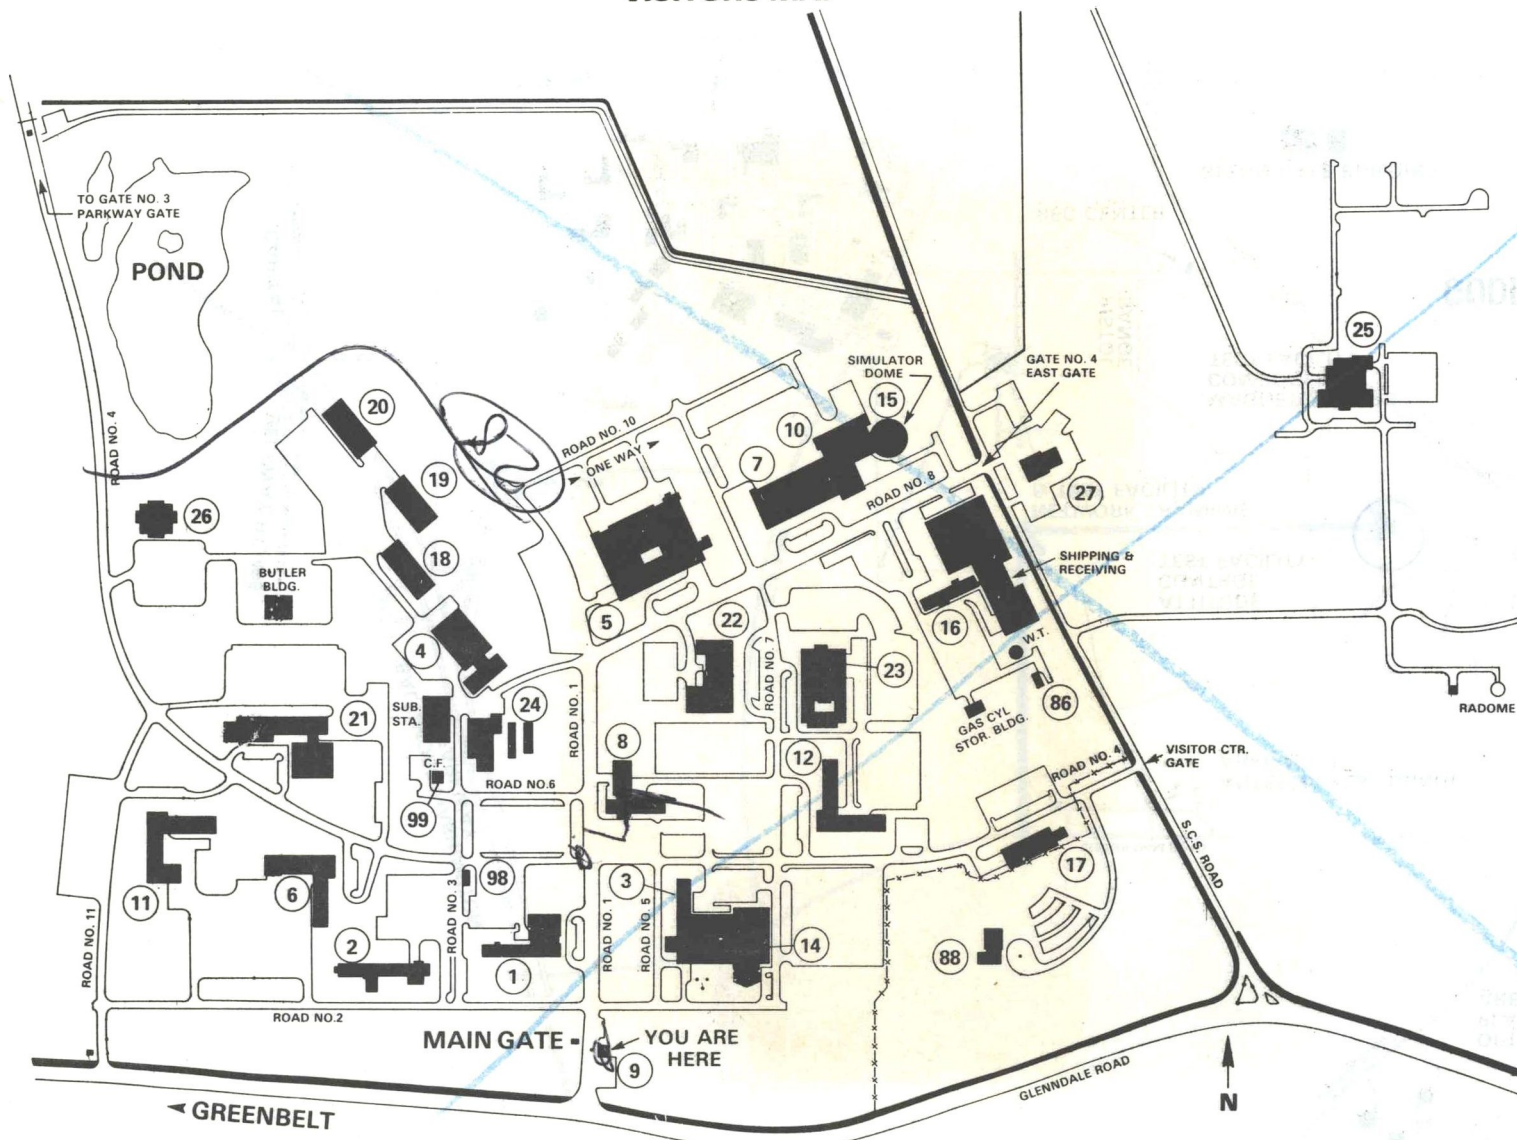 TO GATE NO. 3
PARKWAY GATE
POND
ROAD NO. 4
20
19
18
26
BUTLER
BLDG.
4
ROAD NO. 10
ONE WAY
SIMULATOR
DOME
15
10
7
GATE NO. 4
EAST GATE
ROAD NO. 8
27
25
SHIPPING &
RECEIVING
5
22
16
W.T.
ROAD NO. 7
23
86
GAS CYL
STOR. BLDG.
RADOME
21
SUB.
STA.
24
ROAD NO. 1
8
12
C.F.
ROAD NO.6
99
ROAD NO. 4
VISITOR CTR.
GATE
S.C.S. ROAD
17
11
6
98
3
2
ROAD NO. 3
1
ROAD NO. 1
ROAD NO. 5
14
88
ROAD NO. 11
ROAD NO.2
MAIN GATE
YOU ARE
HERE
9
GLENNDALE ROAD
N
GREENBELT